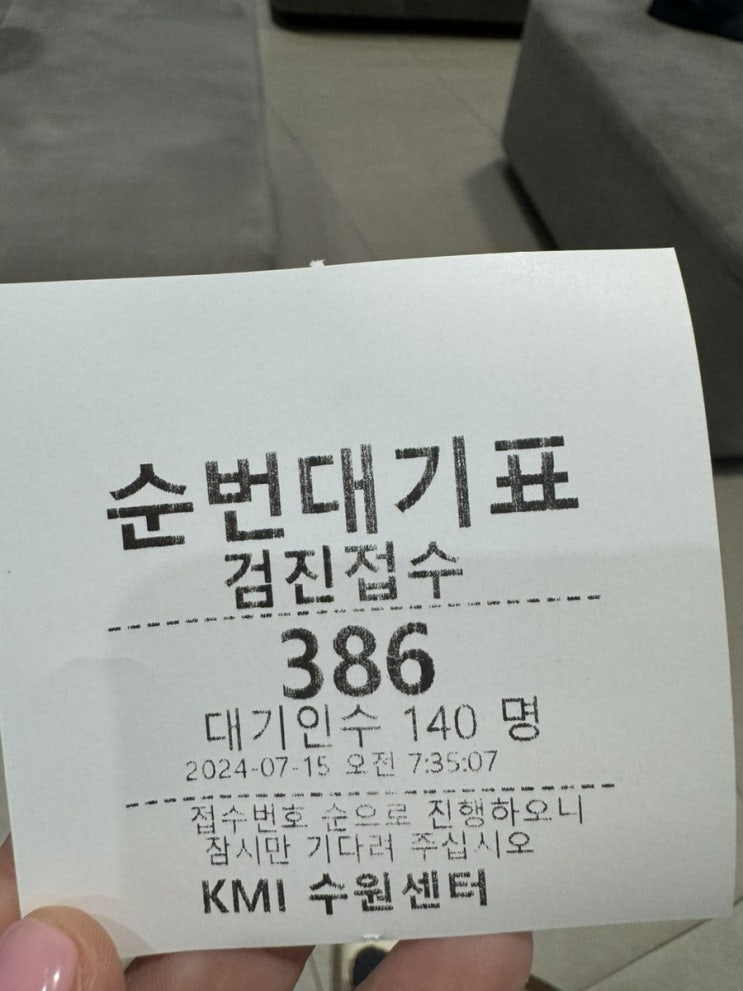 순번대기표
검진접수
386
대기인수 140 명
2024-07-15 오전 7:35:07
접수번호 순으로 진행하오니
잠시만 기다려 주십시오
KMI 수원센터